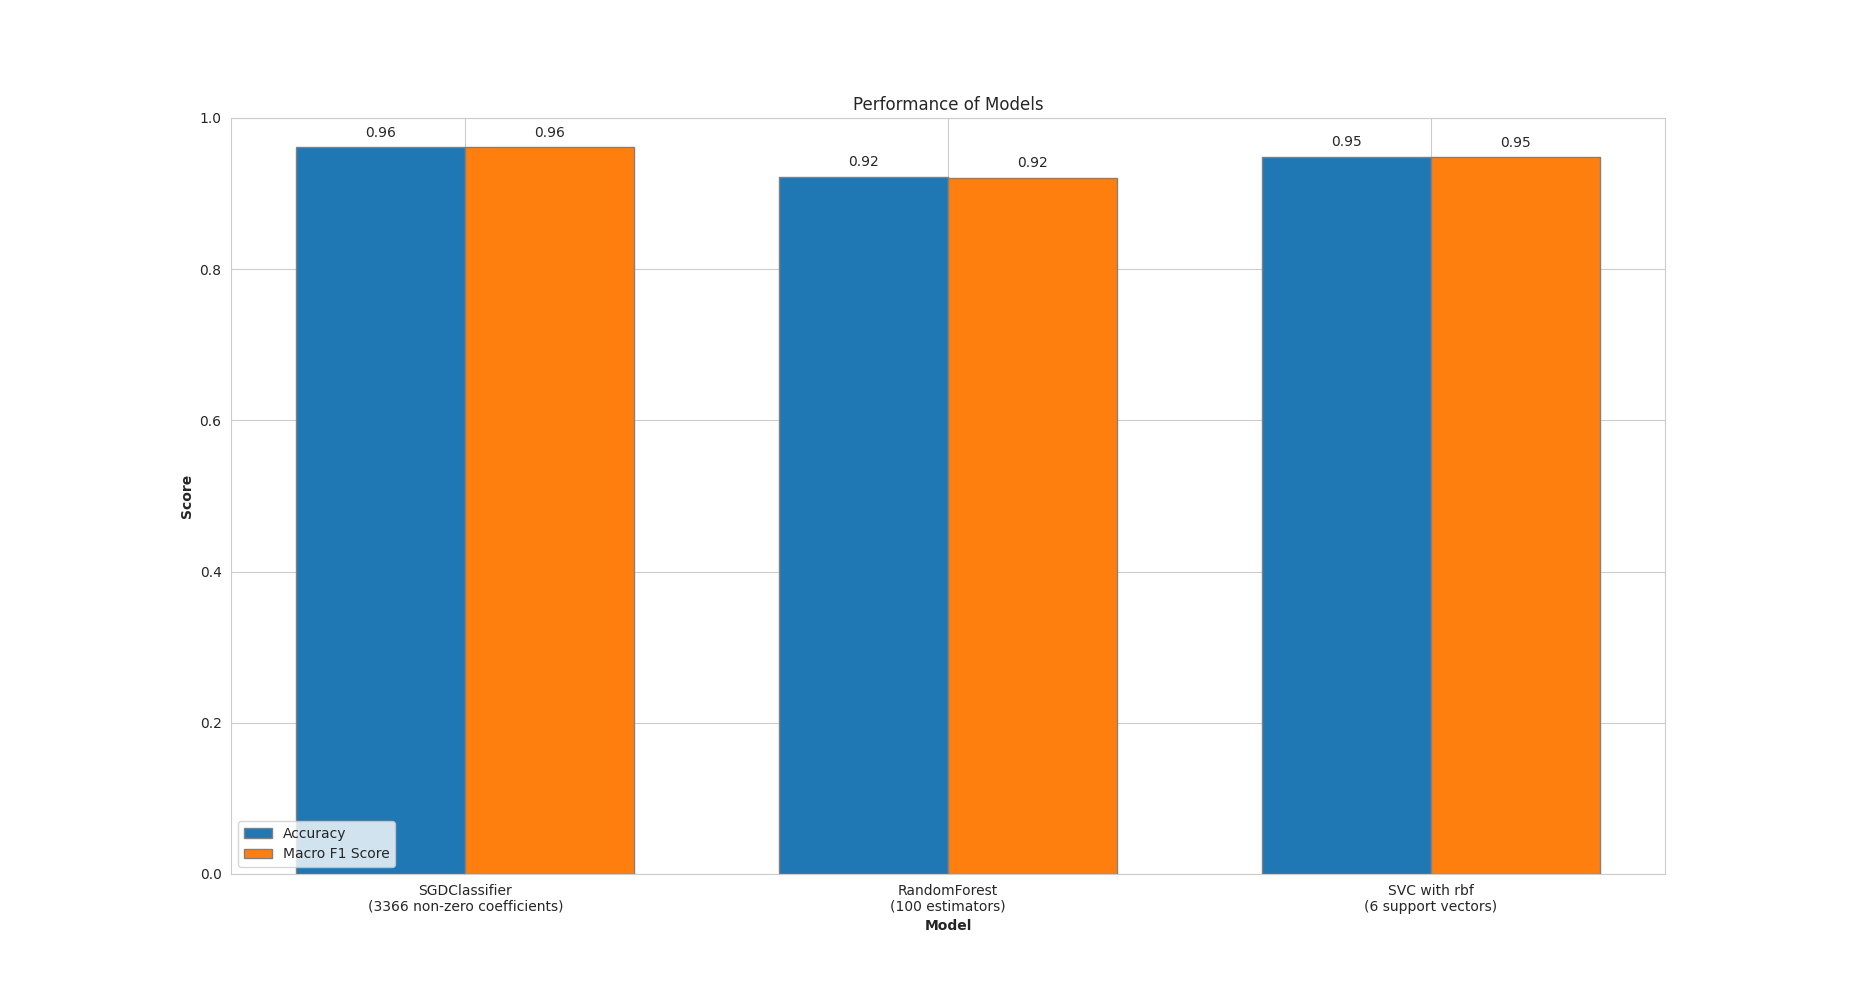 Performance of Models
1.0
0.8
0.6
0.4
0.2
0.0
Score
0.96
0.96
0.92
0.92
0.95
0.95
Accuracy
Macro F1 Score
SGDClassifier
(3366 non-zero coefficients)
RandomForest
(100 estimators)
SVC with rbf
(6 support vectors)
Model